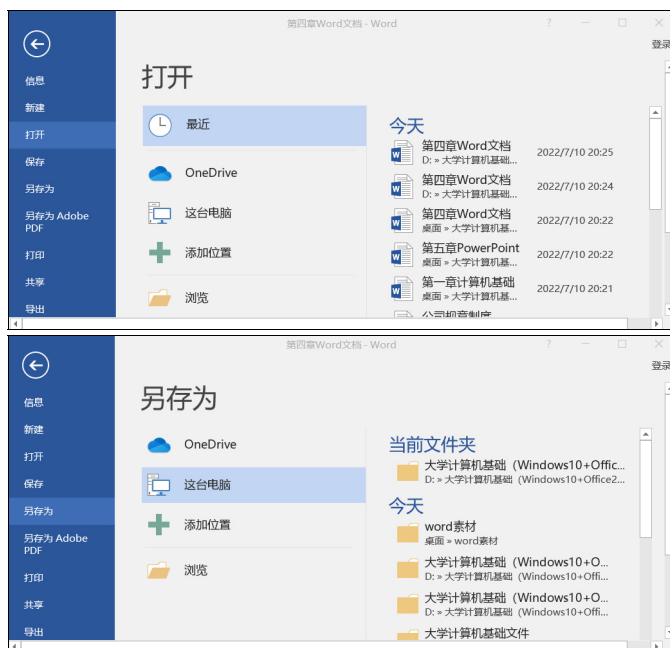 第四章Word文档 - Word
?
登录
信息
新建
打开
保存
另存为
另存为 Adobe
PDF
打印
共享
导出
打开
最近
OneDrive
这台电脑
添加位置
浏览
今天
第四章Word文档
D: » 大学计算机基础...
2022/7/10 20:25
第四章Word文档
D: » 大学计算机基础...
2022/7/10 20:24
第四章Word文档
桌面 » 大学计算机基...
2022/7/10 20:22
第五章PowerPoint
桌面 » 大学计算机基...
2022/7/10 20:22
第一章计算机基础
桌面 » 大学计算机基...
2022/7/10 20:21
公司规章制度
第四章Word文档 - Word
?
登录
信息
新建
打开
保存
另存为
另存为 Adobe
PDF
打印
共享
导出
另存为
OneDrive
这台电脑
添加位置
浏览
当前文件夹
大学计算机基础（Windows10+Offic...
D: » 大学计算机基础（Windows10+Office2...
今天
word素材
桌面 » word素材
大学计算机基础（Windows10+O...
D: » 大学计算机基础（Windows10+Offi...
大学计算机基础（Windows10+O...
D: » 大学计算机基础（Windows10+Offi...
大学计算机基础文件